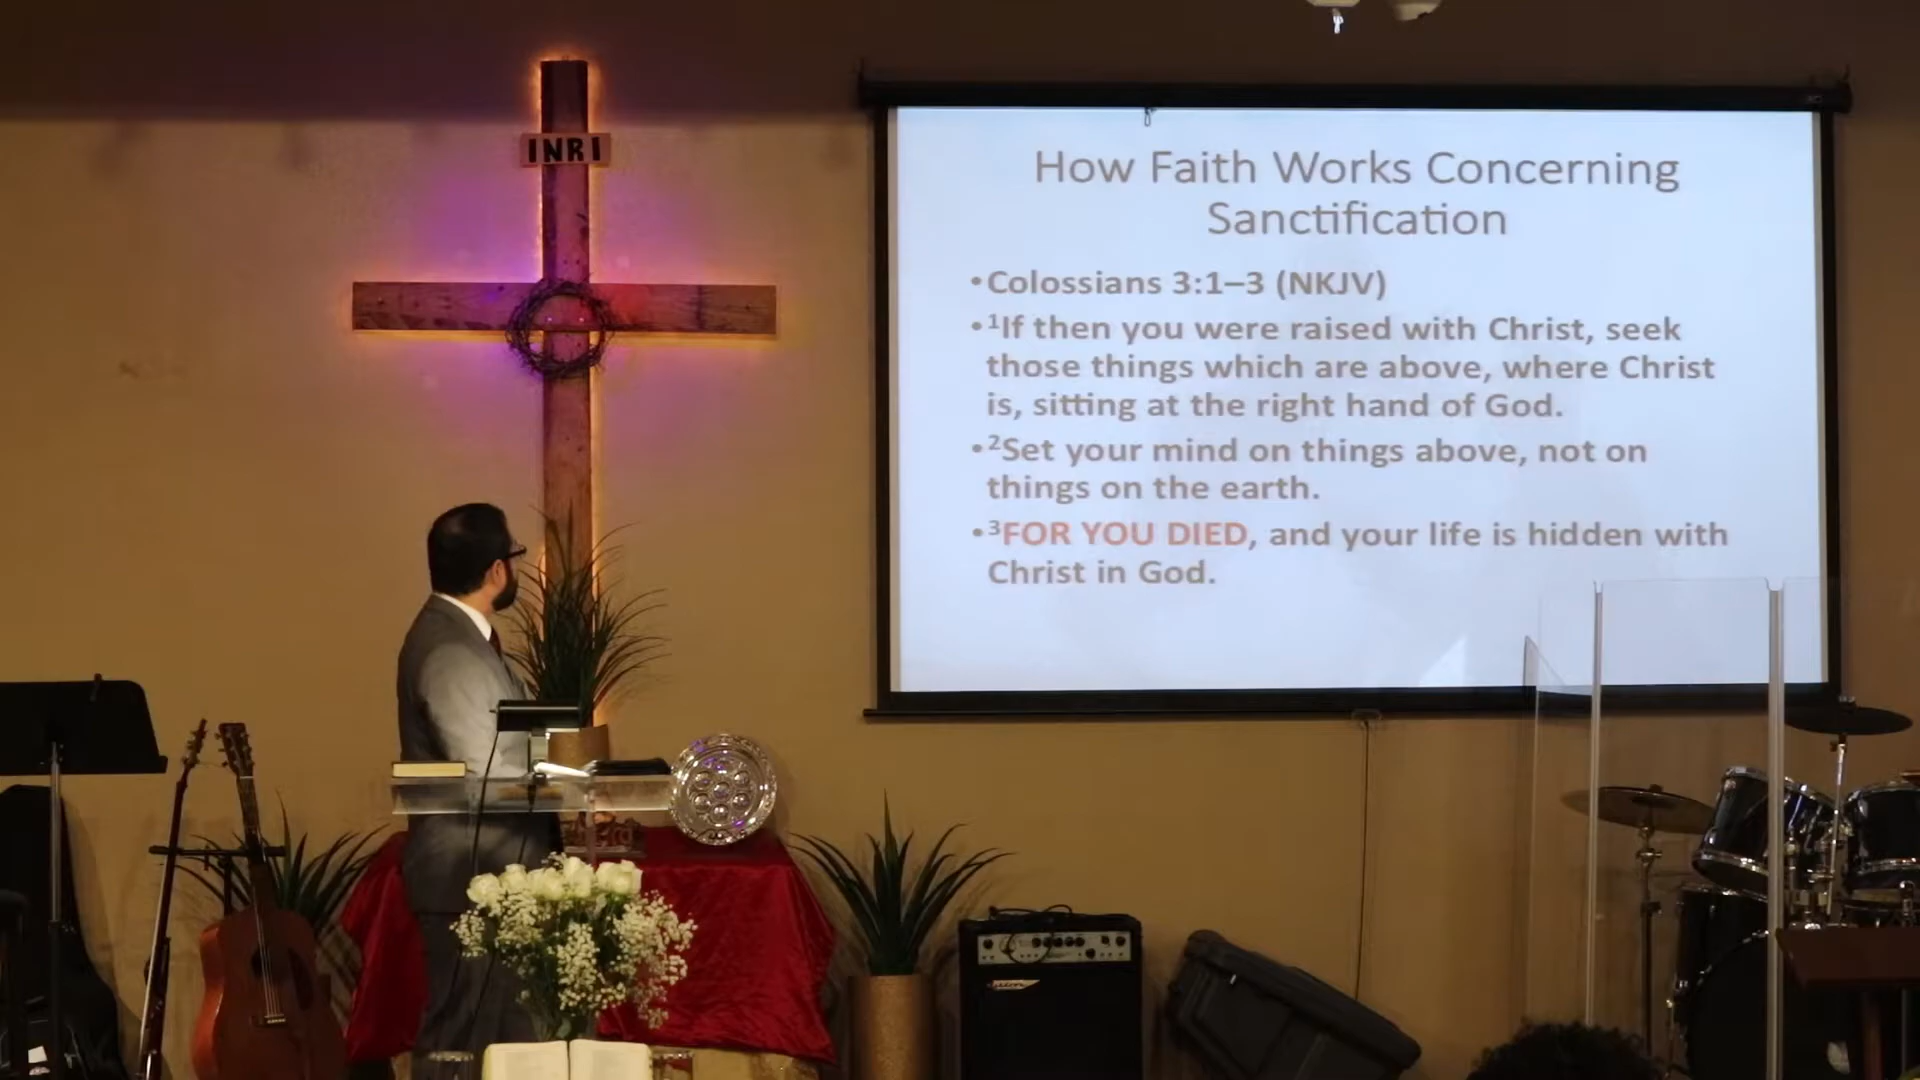 INRI
How Faith Works Concerning
Sanctification
•Colossians 3:1–3 (NKJV)
•¹If then you were raised with Christ, seek
those things which are above, where Christ
is, sitting at the right hand of God.
•²Set your mind on things above, not on
things on the earth.
•³FOR YOU DIED, and your life is hidden with
Christ in God.